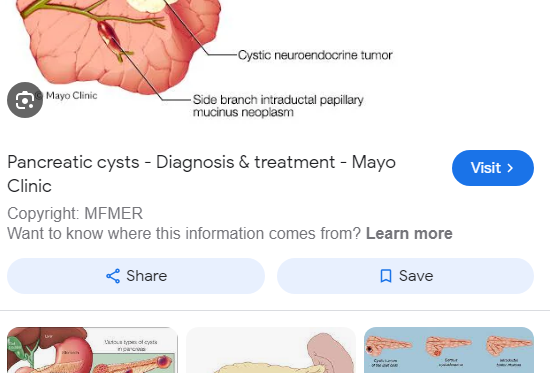 Cystic neuroendocrine tumor
Mayo Clinic
Side branch intraductal papillary
mucinus neoplasm
Pancreatic cysts - Diagnosis & treatment - Mayo
Clinic
Visit
Copyright: MFMER
Want to know where this information comes from? Learn more
Share
Save
Various types of cysts
in pancreas